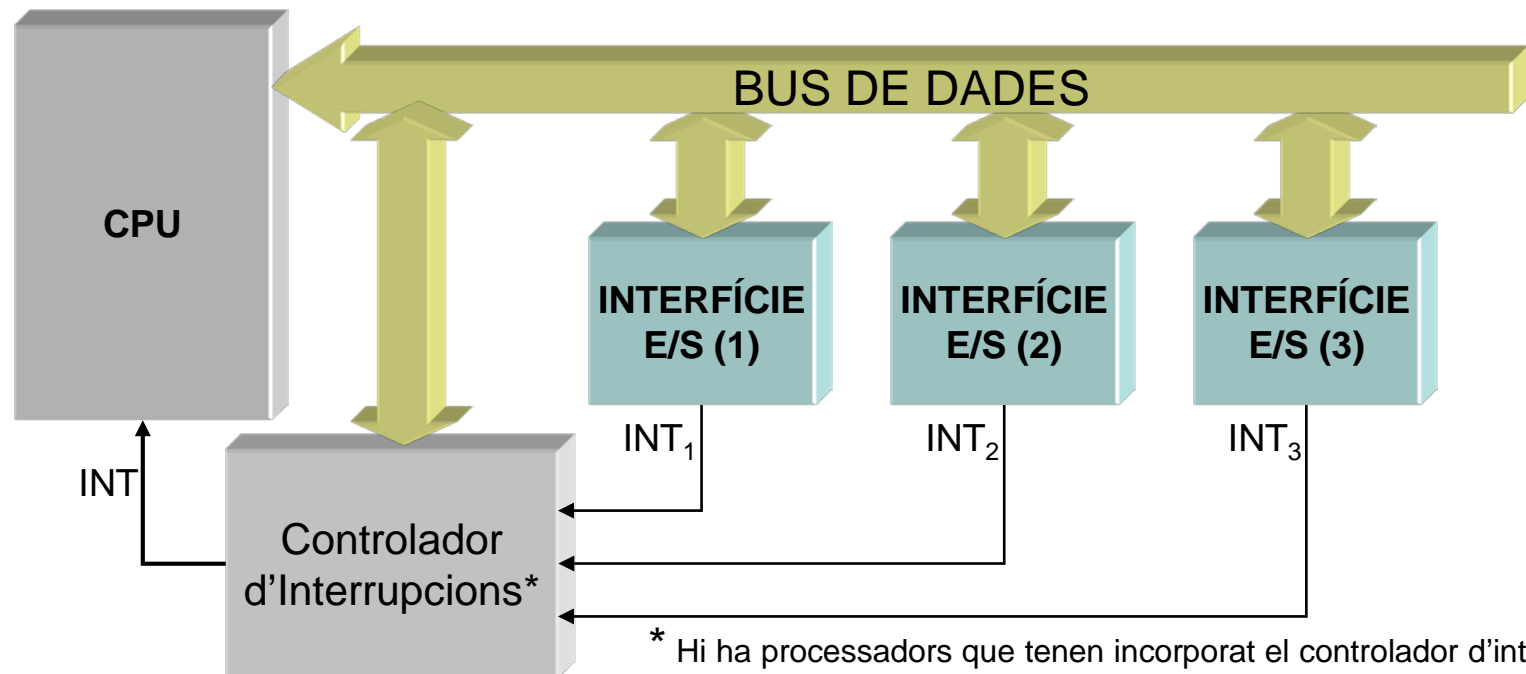 BUS DE DADES
CPU
INTERFÍCIE
E/S (1)
INTERFÍCIE
E/S (2)
INTERFÍCIE
E/S (3)
INT₁
INT₂
INT₃
INT
Controlador
d’Interrupcions*
* Hi ha processadors que tenen incorporat el controlador